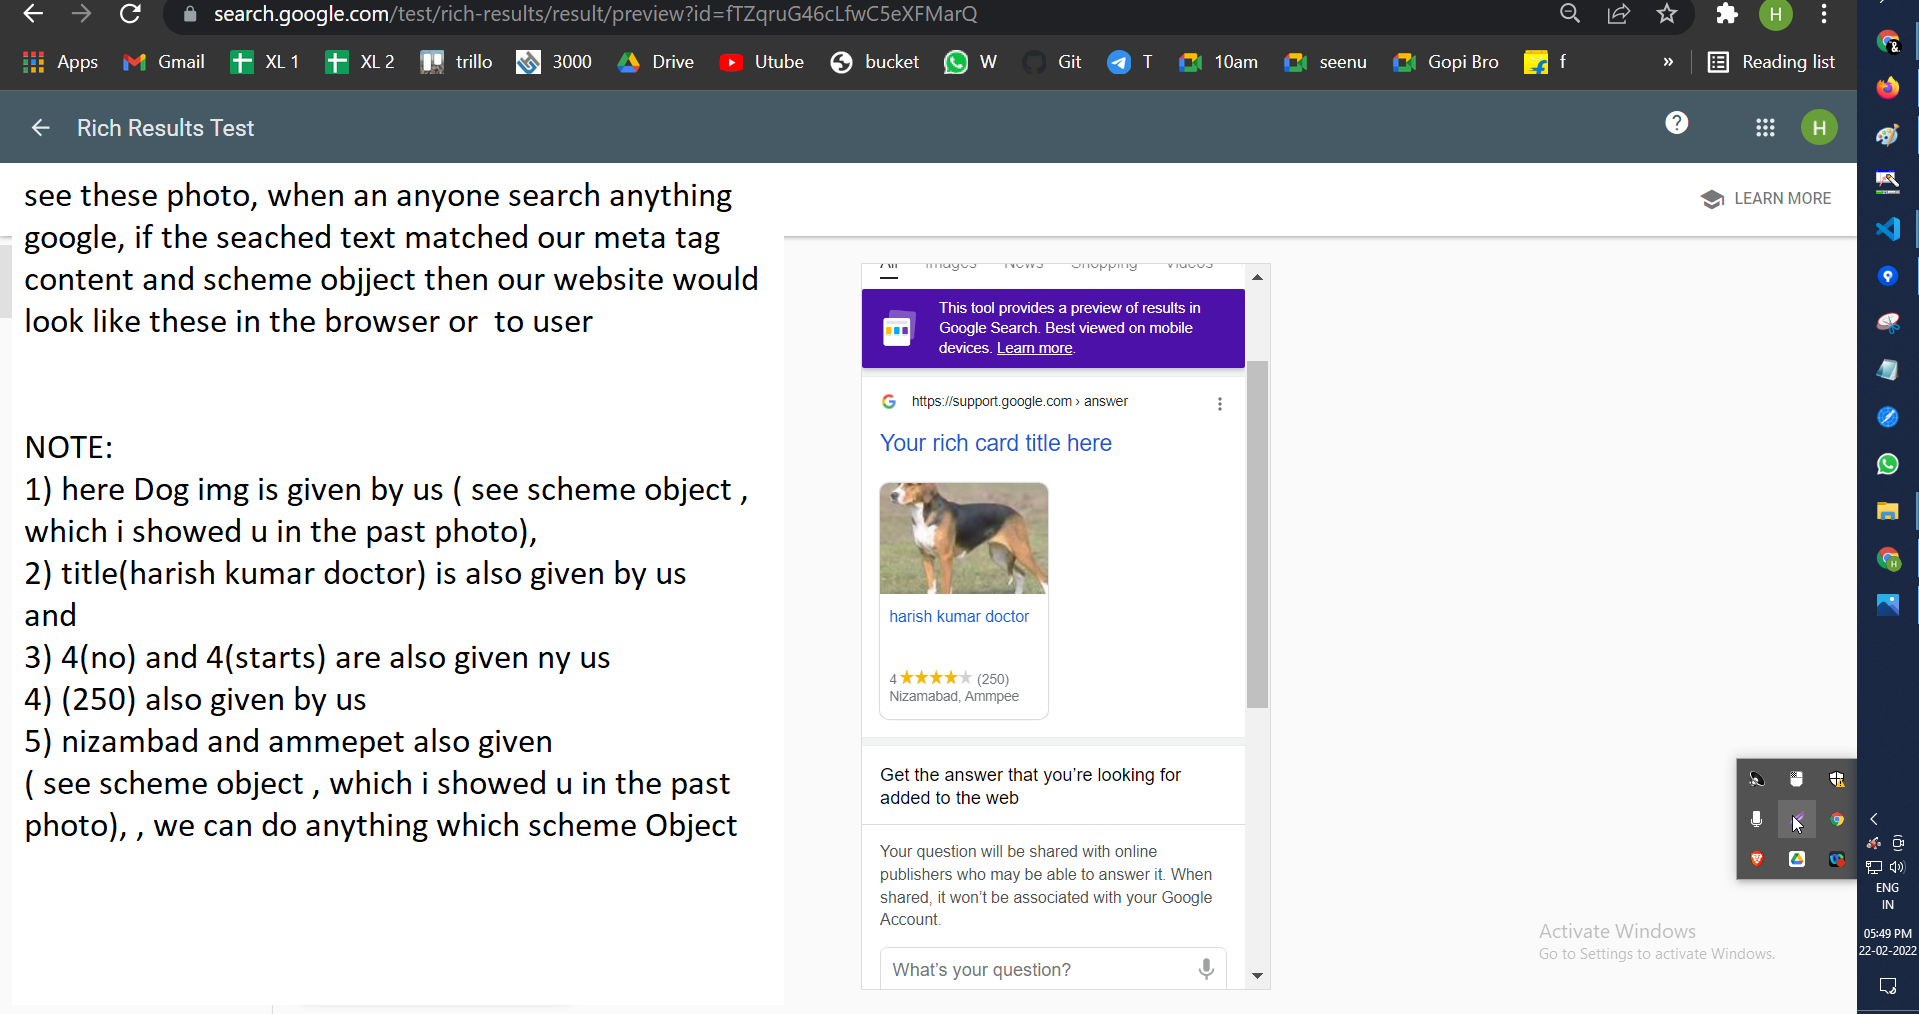 search.google.com/test/rich-results/result/preview?id=fTZqruG46cLfwC5eXFMarQ
H
Apps Gmail XL 1 XL 2 trillo 3000 Drive Utube bucket W Git T 10am seenu Gopi Bro f » Reading list
Rich Results Test
H
LEARN MORE
see these photo, when an anyone search anything
google, if the seached text matched our meta tag
content and scheme objject then our website would
look like these in the browser or to user
NOTE:
1) here Dog img is given by us ( see scheme object ,
which i showed u in the past photo),
2) title(harish kumar doctor) is also given by us
and
3) 4(no) and 4(starts) are also given ny us
4) (250) also given by us
5) nizambad and ammepet also given
( see scheme object , which i showed u in the past
photo), , we can do anything which scheme Object
All Images News Shopping Videos
This tool provides a preview of results in
Google Search. Best viewed on mobile
devices. Learn more.
https://support.google.com › answer
Your rich card title here
harish kumar doctor
4 ★★★★★ (250)
Nizamabad, Ammpee
Get the answer that you’re looking for
added to the web
Your question will be shared with online
publishers who may be able to answer it. When
shared, it won’t be associated with your Google
Account.
What’s your question?
Activate Windows
Go to Settings to activate Windows.
ENG
IN
05:49 PM
22-02-2022